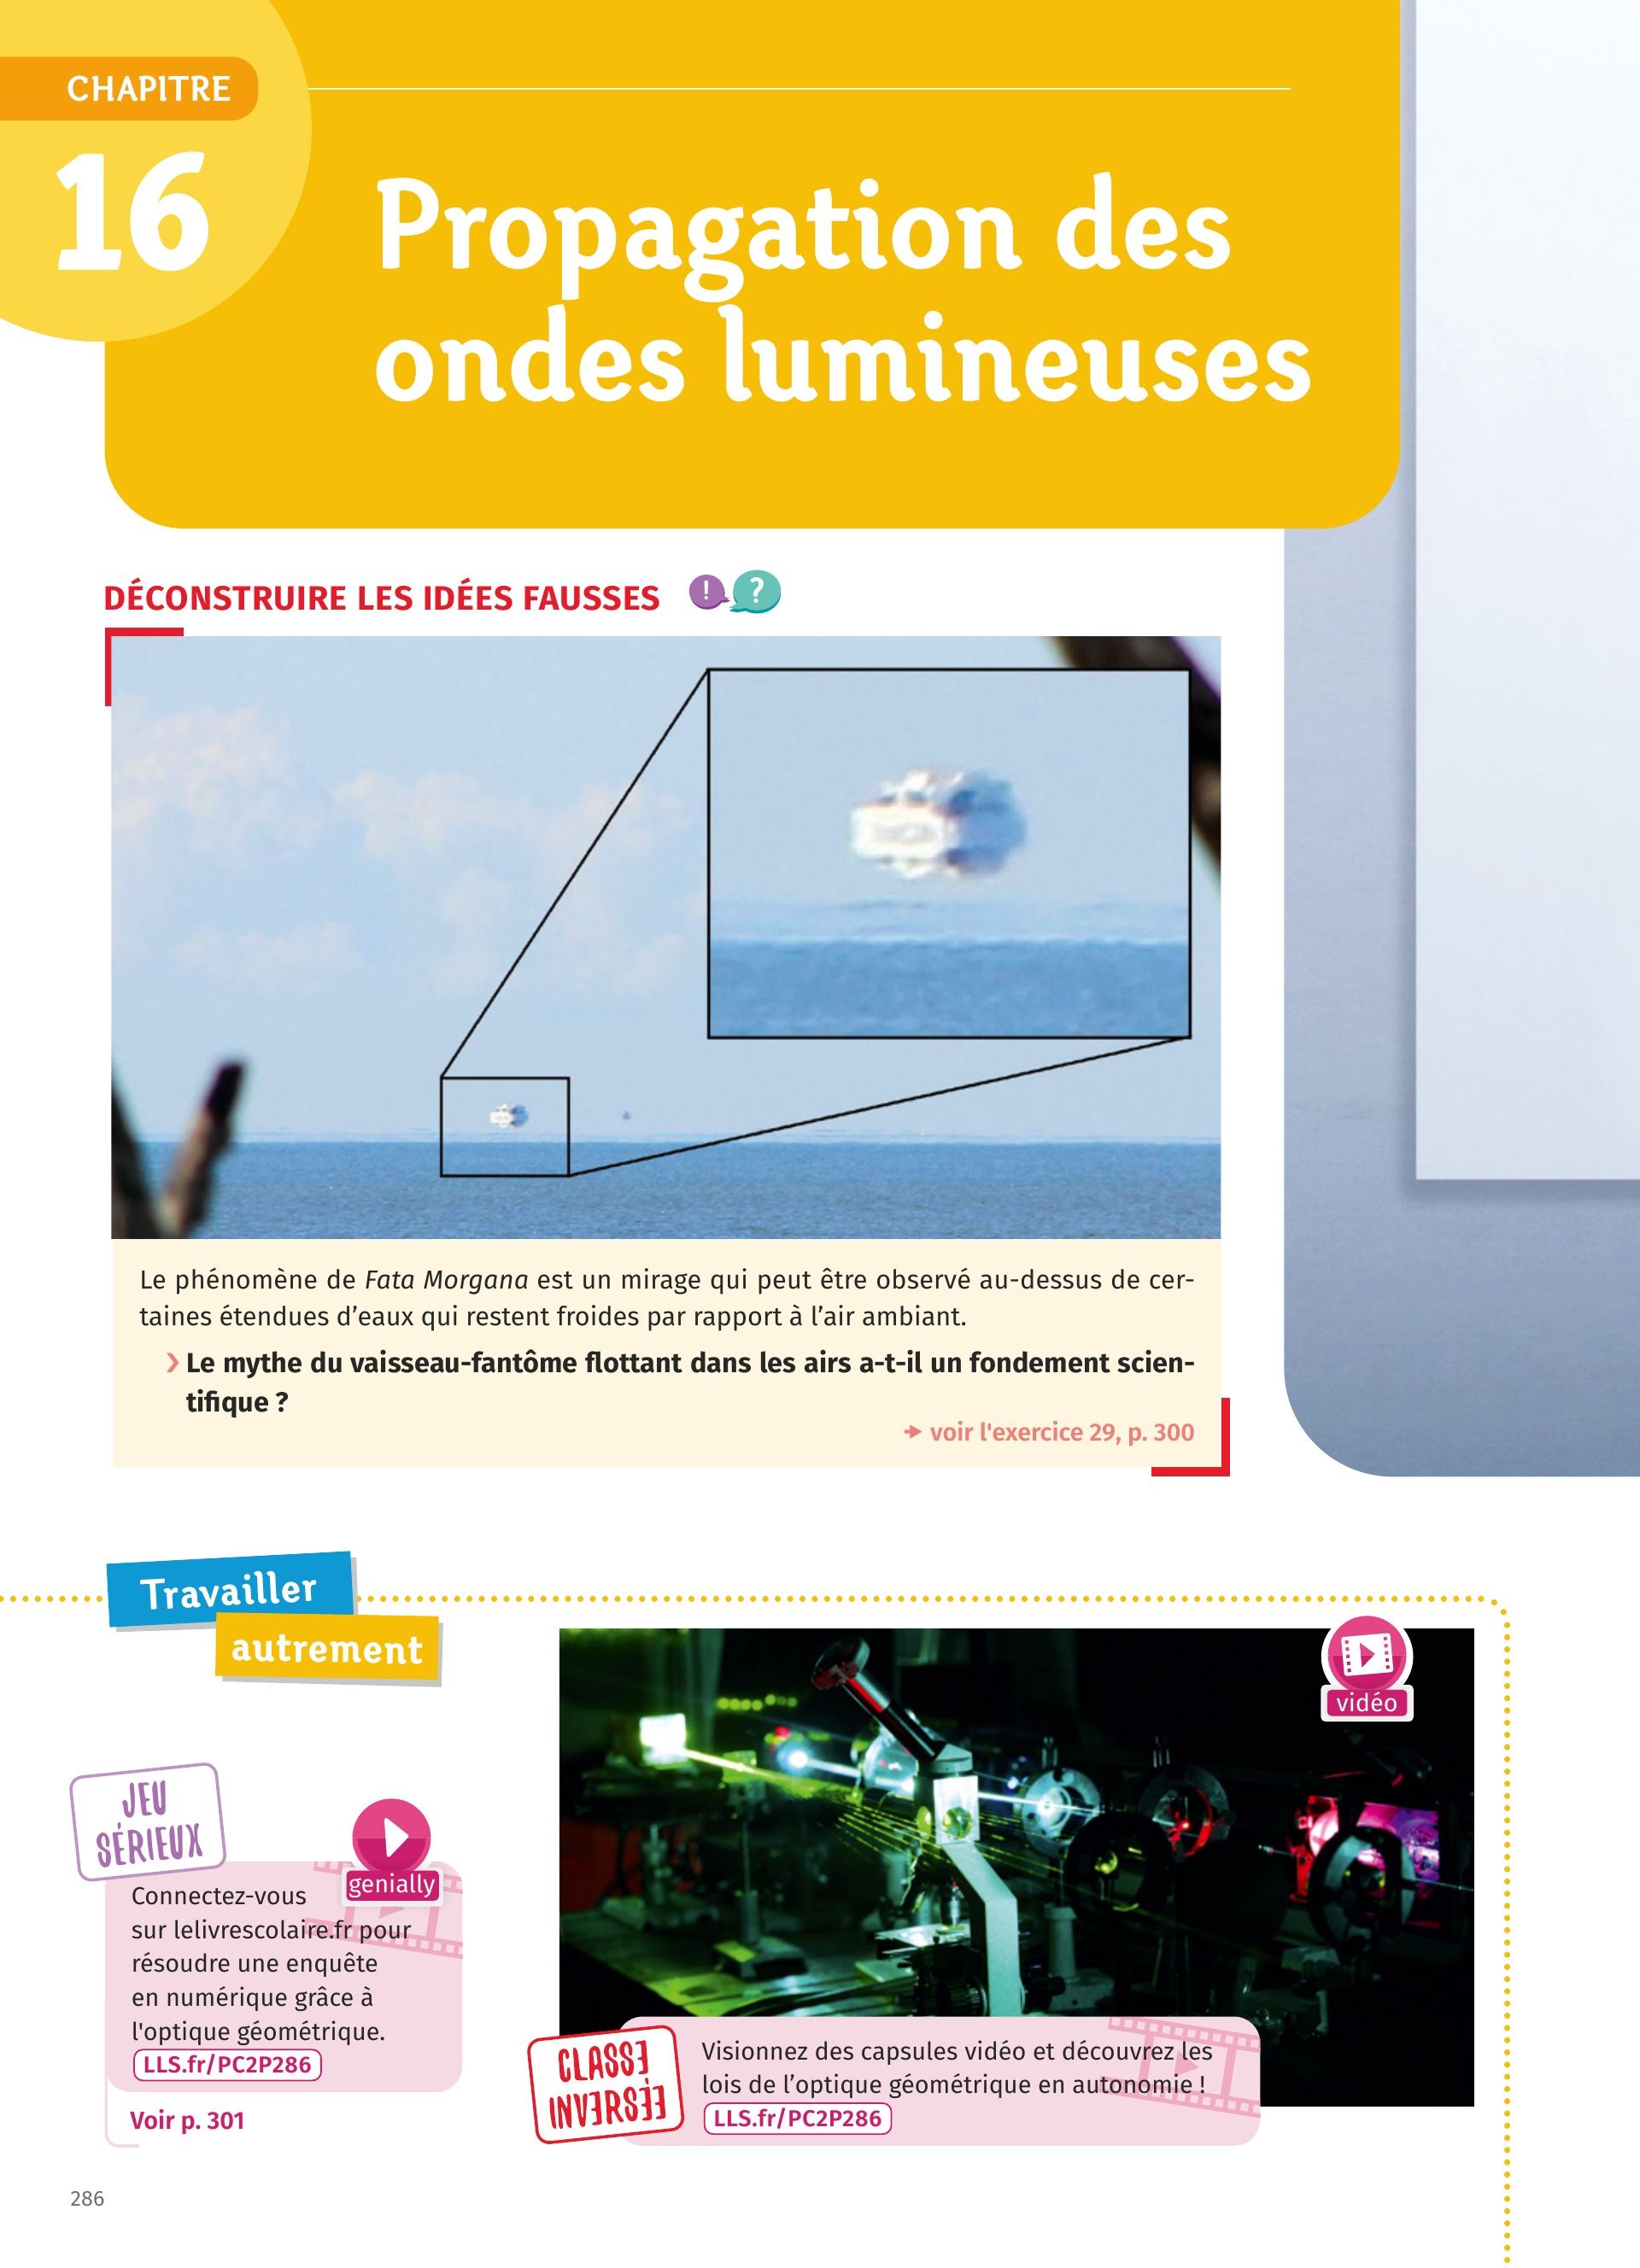 CHAPITRE
16
Propagation des
ondes lumineuses
DÉCONSTRUIRE LES IDÉES FAUSSES
! ?
Le phénomène de Fata Morgana est un mirage qui peut être observé au-dessus de cer-
taines étendues d’eaux qui restent froides par rapport à l’air ambiant.
› Le mythe du vaisseau-fantôme flottant dans les airs a-t-il un fondement scien-
tifique ?
➜ voir l'exercice 29, p. 300
Travailler
autrement
vidéo
JEU
SÉRIEUX
genially
Connectez-vous
sur lelivrescolaire.fr pour
résoudre une enquête
en numérique grâce à
l'optique géométrique.
LLS.fr/PC2P286
Voir p. 301
CLASSE
INVERSÉE
Visionnez des capsules vidéo et découvrez les
lois de l’optique géométrique en autonomie !
LLS.fr/PC2P286
286